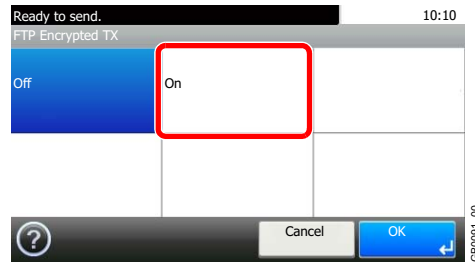 Ready to send. 10:10
FTP Encrypted TX
Off On
? Cancel OK